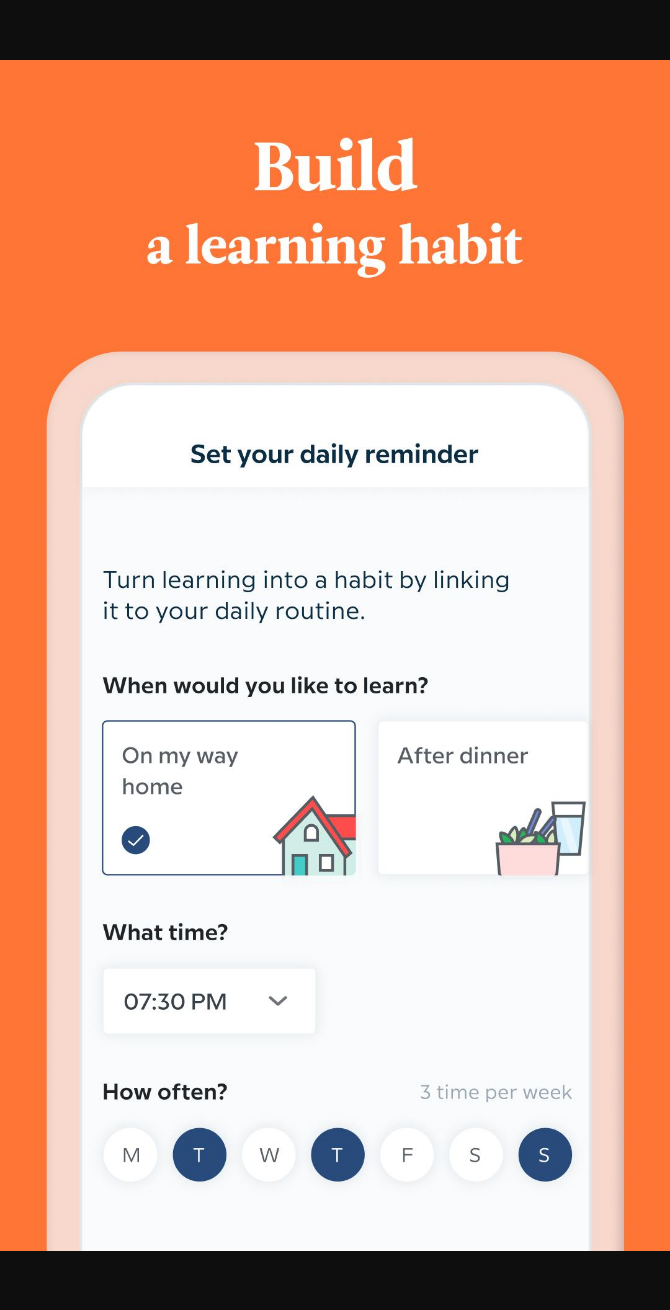 Build
a learning habit
Set your daily reminder
Turn learning into a habit by linking
it to your daily routine.
When would you like to learn?
On my way
home
After dinner
What time?
07:30 PM
How often?
3 time per week
M T W T F S S